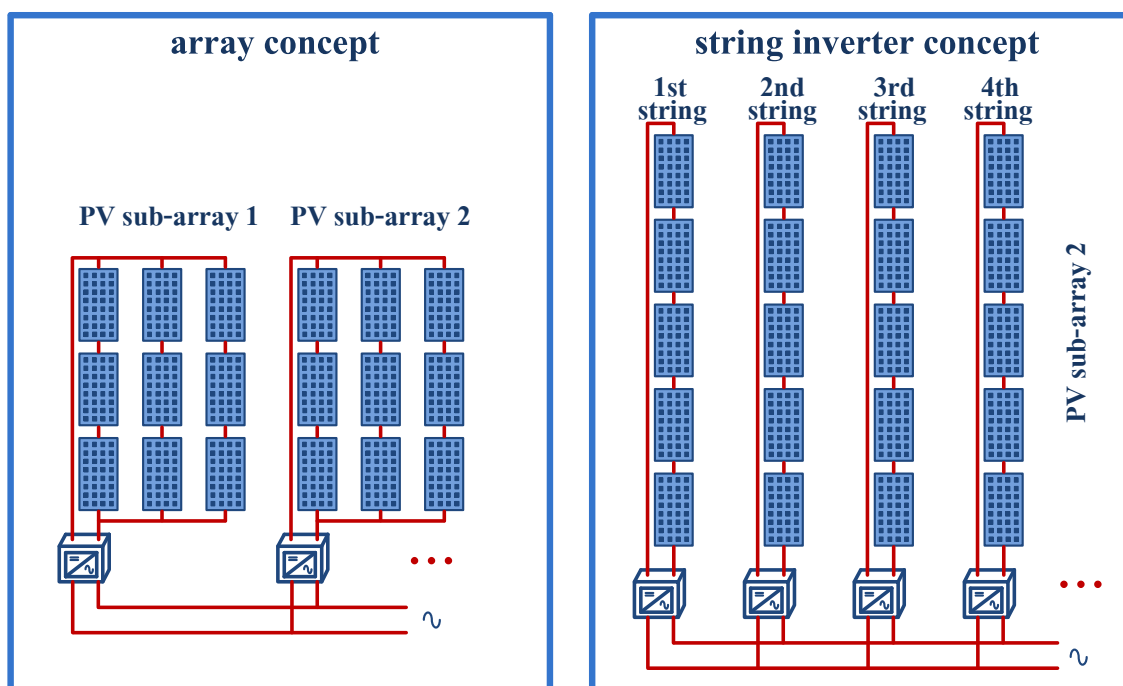 array concept
PV sub-array 1
PV sub-array 2
string inverter concept
1st
string
2nd
string
3rd
string
4th
string
PV sub-array 2